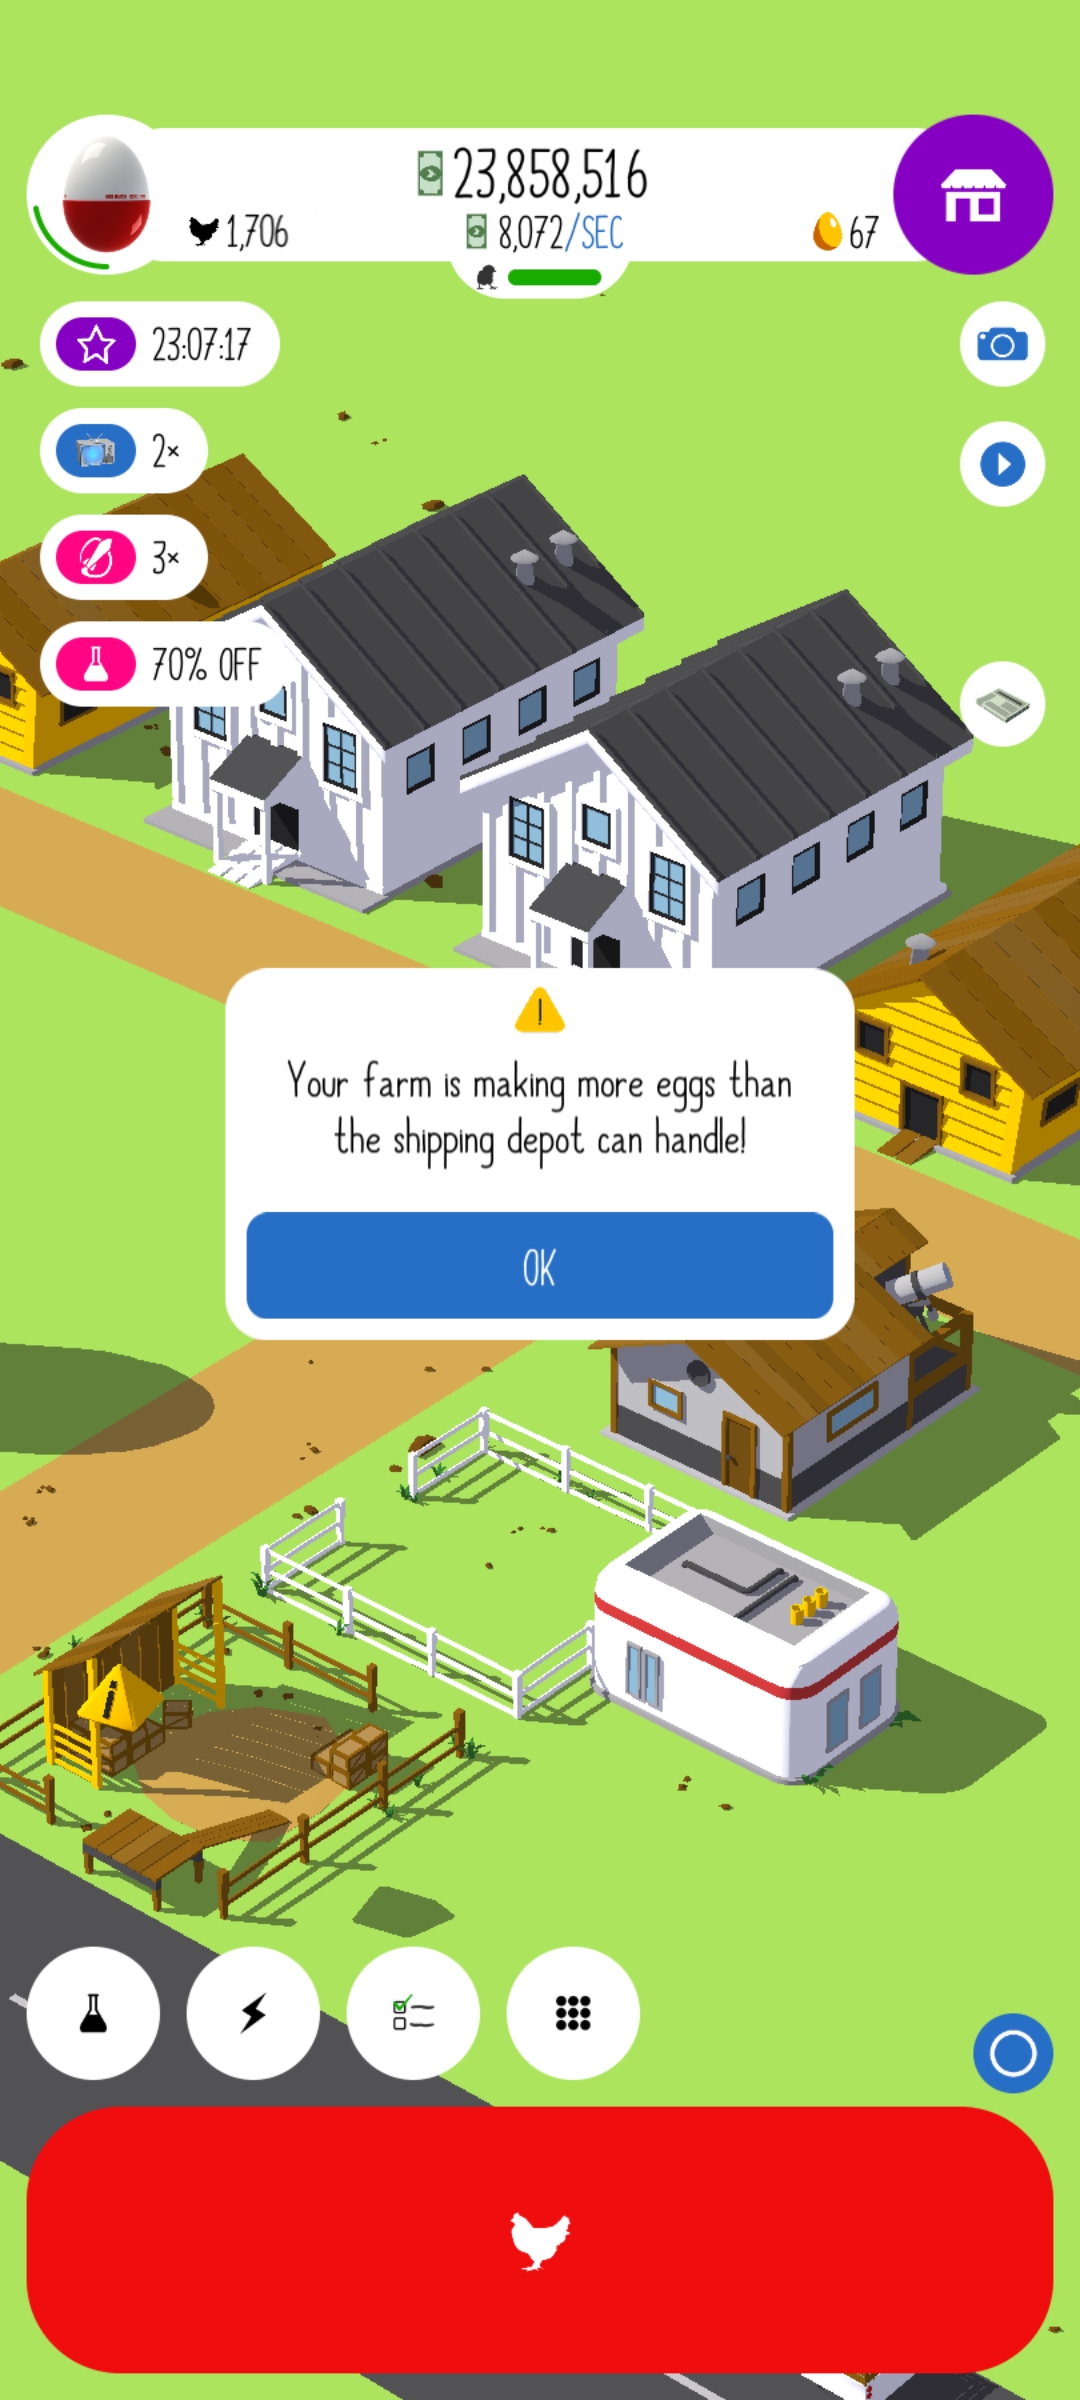 23,858,516
1,706
8,072/SEC
67
23:07:17
2×
3×
70% OFF
Your farm is making more eggs than
the shipping depot can handle!
OK